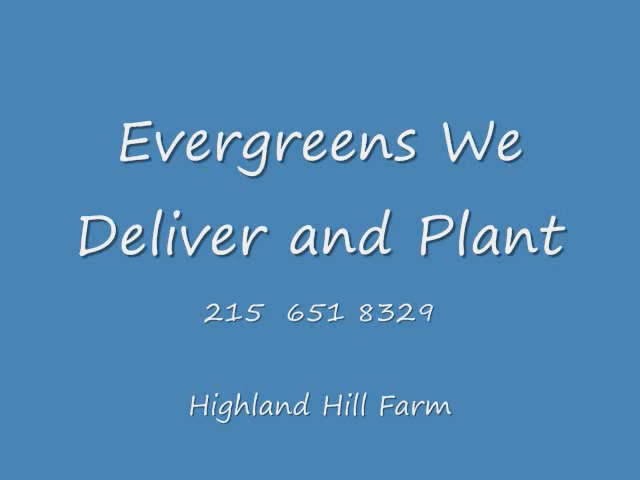 Evergreens We
Deliver and Plant
215  651 8329
Highland Hill Farm